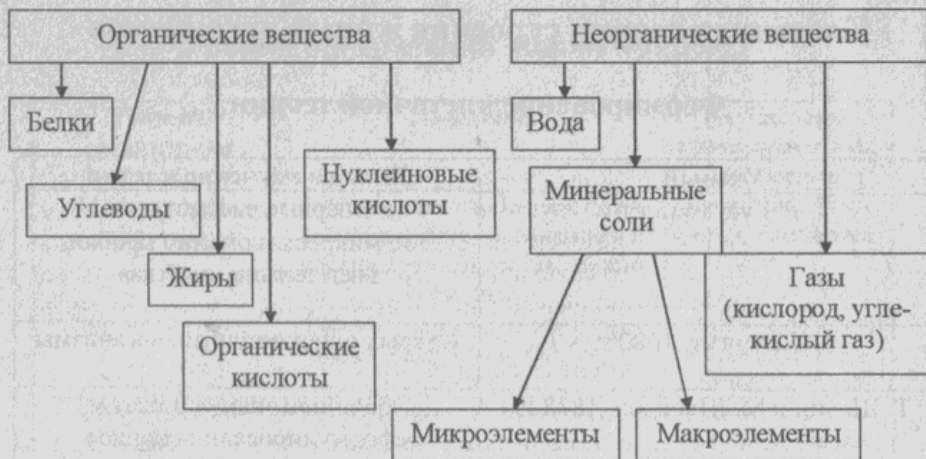 Органические вещества
Неорганические вещества
Белки
Вода
Углеводы
Нуклеиновые
кислоты
Минеральные
соли
Жиры
Газы
(кислород, угле-
кислый газ)
Органические
кислоты
Микроэлементы
Макроэлементы